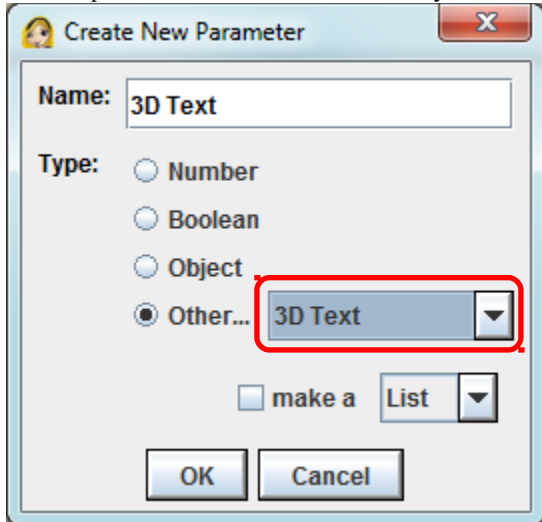 Create New Parameter
Name: 3D Text
Type: Number
Boolean
Object
Other... 3D Text
make a List
OK Cancel